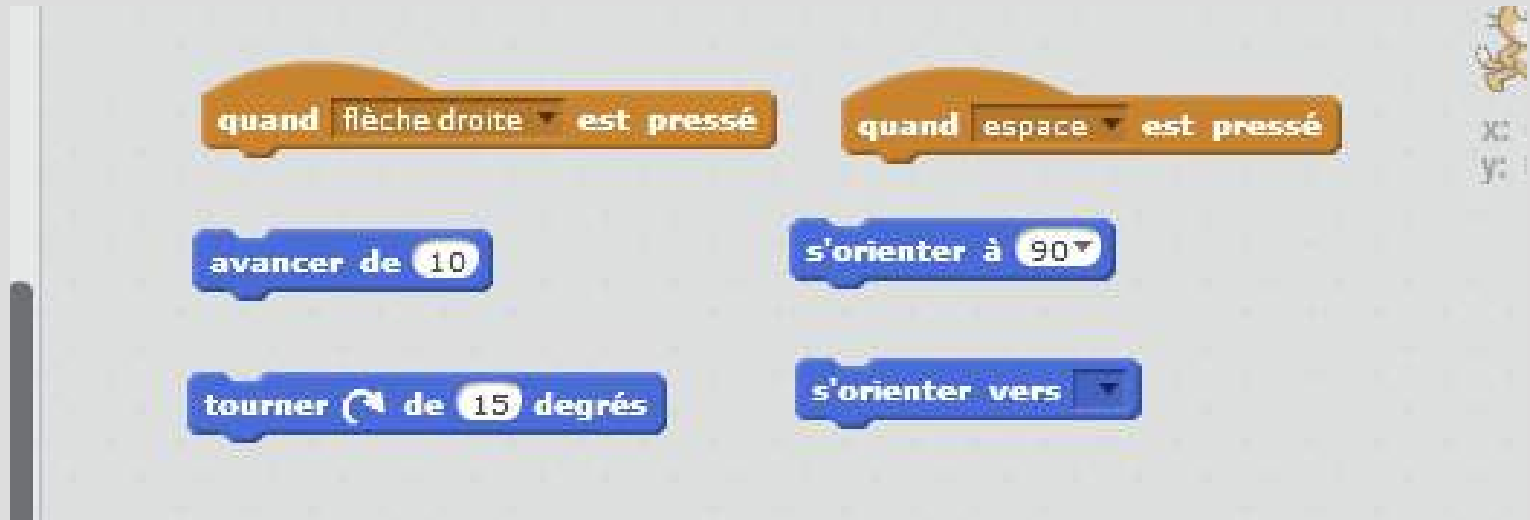 quand flèche droite est pressé
quand espace est pressé
x:
y:
avancer de 10
s'orienter à 90
tourner de 15 degrés
s'orienter vers